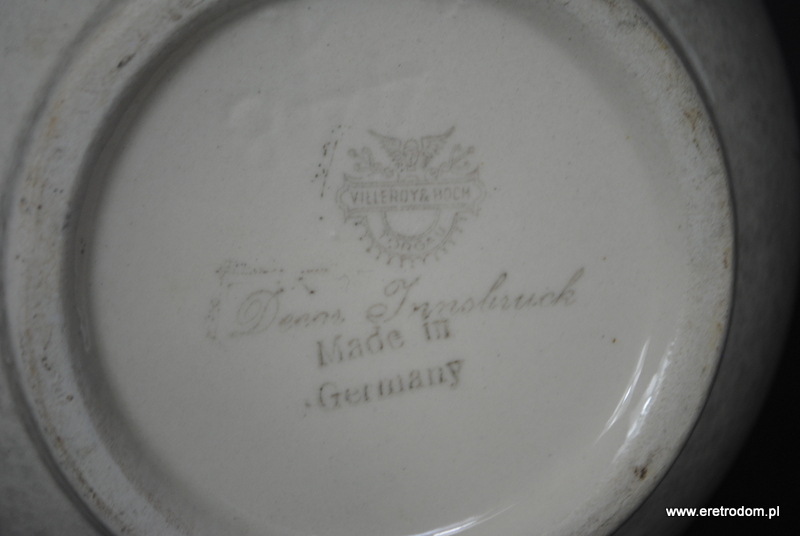 VILLEROY & BOCH
Decor Innsbruck
Made in
Germany
www.eretrodom.pl